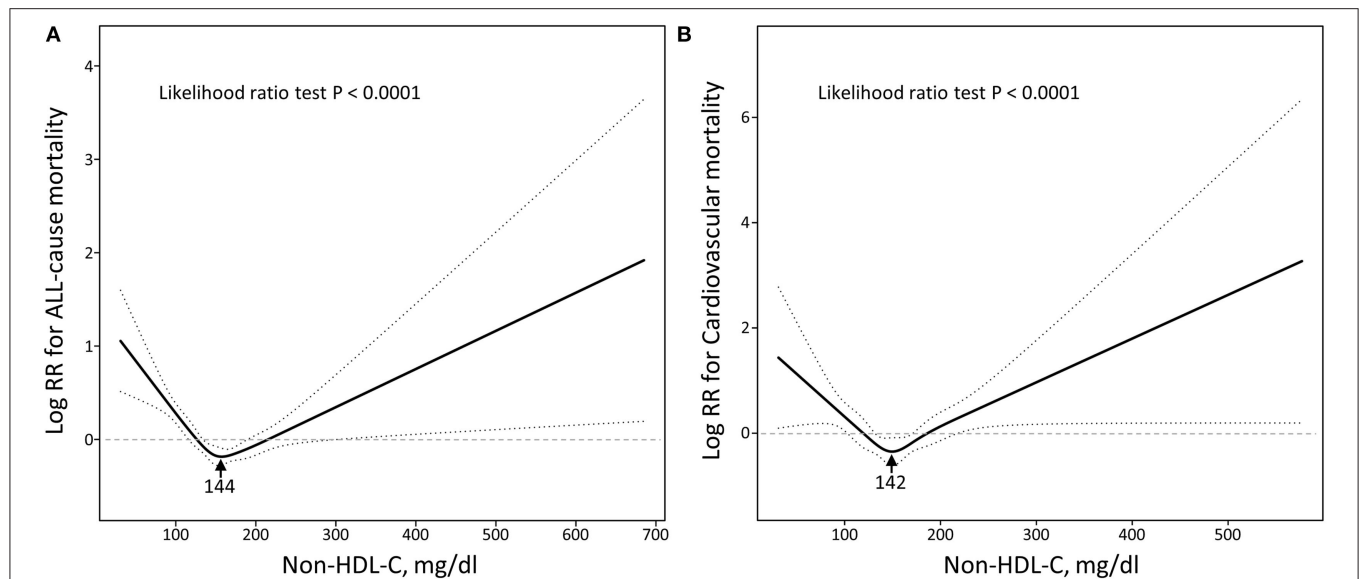 A
Likelihood ratio test P < 0.0001
Log RR for ALL-cause mortality
4
3
2
1
0
144
100 200 300 400 500 600 700
Non-HDL-C, mg/dl
B
Likelihood ratio test P < 0.0001
Log RR for Cardiovascular mortality
6
4
2
0
142
100 200 300 400 500
Non-HDL-C, mg/dl